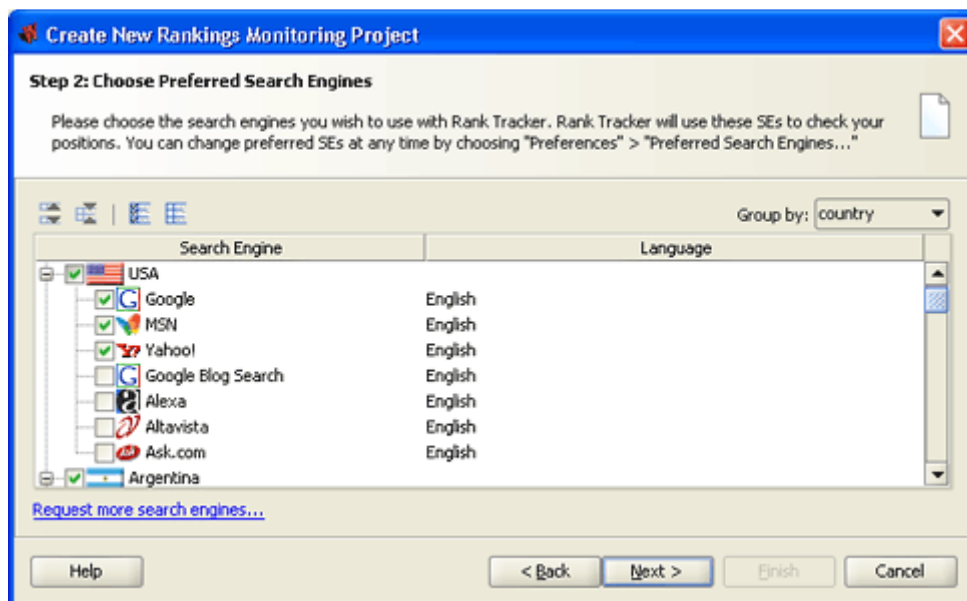 Create New Rankings Monitoring Project
Step 2: Choose Preferred Search Engines
Please choose the search engines you wish to use with Rank Tracker. Rank Tracker will use these SEs to check your
positions. You can change preferred SEs at any time by choosing "Preferences" > "Preferred Search Engines..."
Group by: country
Search Engine Language
USA
Google English
MSN English
Yahoo! English
Google Blog Search English
Alexa English
Altavista English
Ask.com English
Argentina
Request more search engines...
Help < Back Next > Finish Cancel